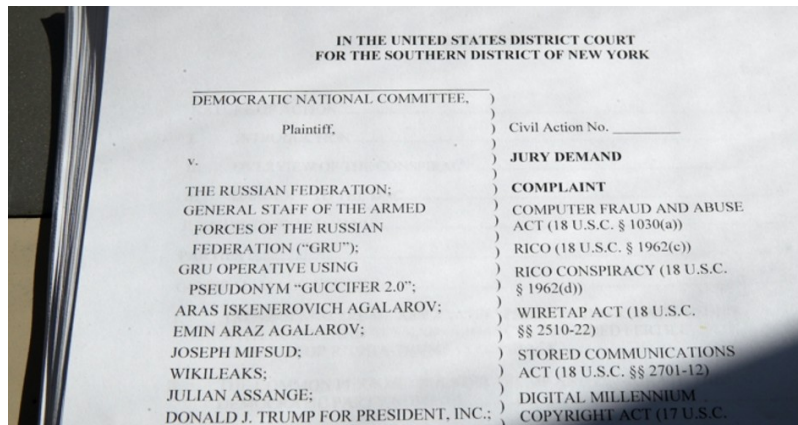 IN THE UNITED STATES DISTRICT COURT
FOR THE SOUTHERN DISTRICT OF NEW YORK
DEMOCRATIC NATIONAL COMMITTEE,
Plaintiff,
v.
THE RUSSIAN FEDERATION;
GENERAL STAFF OF THE ARMED
FORCES OF THE RUSSIAN
FEDERATION (“GRU”);
GRU OPERATIVE USING
PSEUDONYM “GUCCIFER 2.0”;
ARAS ISKENEROVICH AGALAROV;
EMIN ARAZ AGALAROV;
JOSEPH MIFSUD;
WIKILEAKS;
JULIAN ASSANGE;
DONALD J. TRUMP FOR PRESIDENT, INC.;
Civil Action No. ________
JURY DEMAND
COMPLAINT
COMPUTER FRAUD AND ABUSE
ACT (18 U.S.C. § 1030(a))
RICO (18 U.S.C. § 1962(c))
RICO CONSPIRACY (18 U.S.C.
§ 1962(d))
WIRETAP ACT (18 U.S.C.
§§ 2510-22)
STORED COMMUNICATIONS
ACT (18 U.S.C. §§ 2701-12)
DIGITAL MILLENNIUM
COPYRIGHT ACT (17 U.S.C.